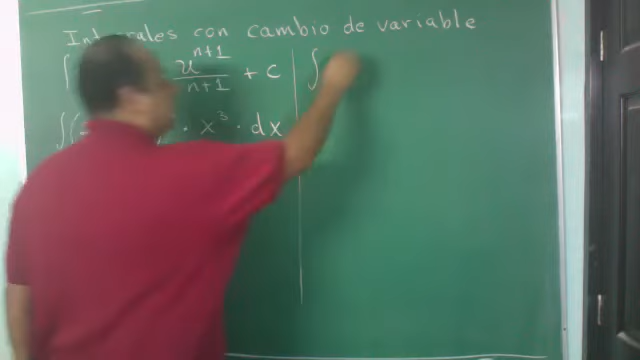 Integrales con cambio de variable
∫ u^{n+1}/n+1 + c
∫( · x³ · dx
∫